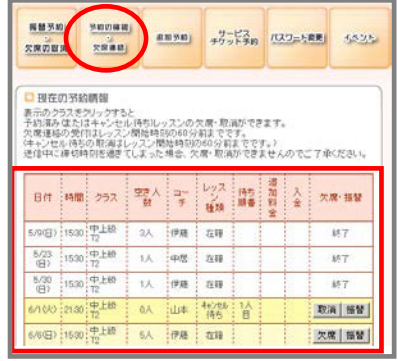 振替予約
欠席の取消
予約の確認
欠席連絡
追加予約
サービス
チケット予約
パスワード変更
イベント
現在の予約情報
表示のクラスをクリックすると
予約済み(またはキャンセル待ち)レッスンの欠席・取消ができます。
欠席連絡の受付はレッスン開始時刻の60分前までです。
(キャンセル待ちの取消はレッスン開始時刻の60分前までです。)
送信中に締切時刻を過ぎてしまった場合、欠席・取消ができませんのでご了承ください。
日付 時間 クラス 空き人数 コーチ レッスン種類 待ち順番 追加料金 入金 欠席・振替
5/9(日) 15:30 中上級T2 3人 伊藤 在籍 終了
5/23(日) 15:30 中上級T2 1人 中居 在籍 終了
5/30(日) 15:30 中上級T2 1人 伊藤 在籍 終了
6/1(火) 21:30 中上級T2 0人 山本 キャンセル待ち 1人目 取消 振替
6/6(日) 15:30 中上級T2 5人 伊藤 在籍 欠席 振替